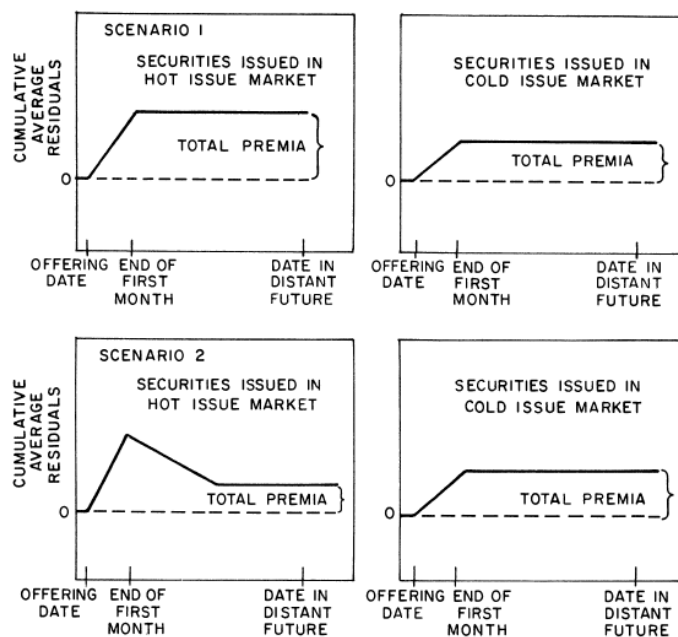 SCENARIO 1
SECURITIES ISSUED IN
HOT ISSUE MARKET
CUMULATIVE
AVERAGE
RESIDUALS
TOTAL PREMIA
0
OFFERING
DATE
END OF
FIRST
MONTH
DATE IN
DISTANT
FUTURE
SECURITIES ISSUED IN
COLD ISSUE MARKET
TOTAL PREMIA
0
OFFERING
DATE
END OF
FIRST
MONTH
DATE IN
DISTANT
FUTURE
SCENARIO 2
SECURITIES ISSUED IN
HOT ISSUE MARKET
CUMULATIVE
AVERAGE
RESIDUALS
TOTAL PREMIA
0
OFFERING
DATE
END OF
FIRST
MONTH
DATE IN
DISTANT
FUTURE
SECURITIES ISSUED IN
COLD ISSUE MARKET
TOTAL PREMIA
0
OFFERING
DATE
END OF
FIRST
MONTH
DATE IN
DISTANT
FUTURE